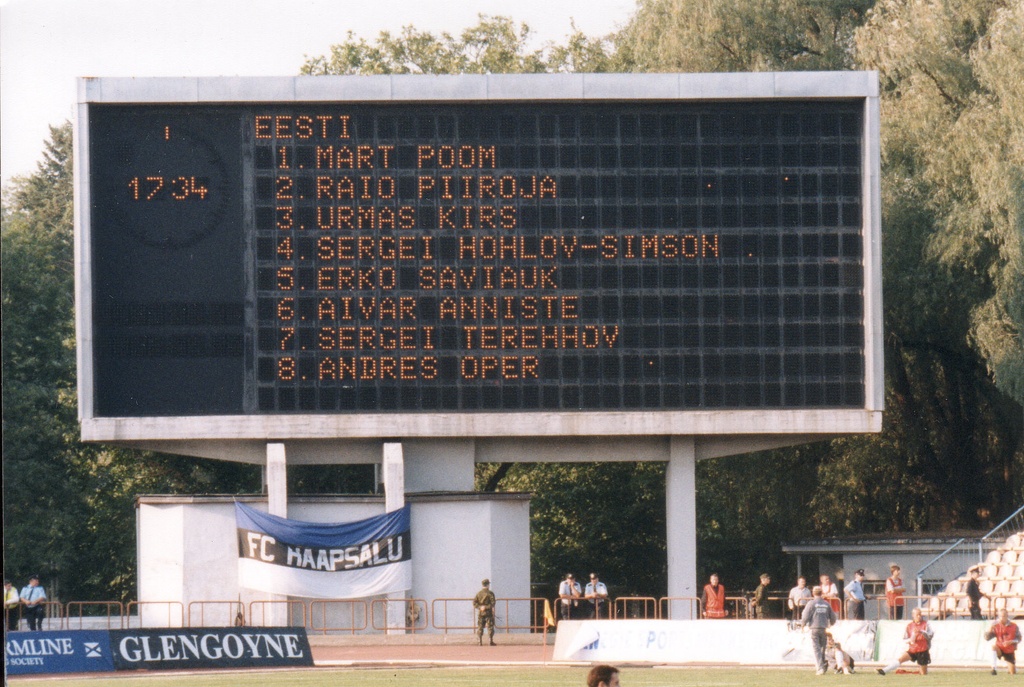 17:34
EESTI
1. MART POOM
2. RAIO PIIROJA
3. URMAS KIRS
4. SERGEI HOHLOV-SIMSON
5. ERKO SAVIAUK
6. AIVAR ANNISTE
7. SERGEI TEREHHOV
8. ANDRES OPER
FC HAAPSALU
RMLINE
SOCIETY
GLENGOYNE